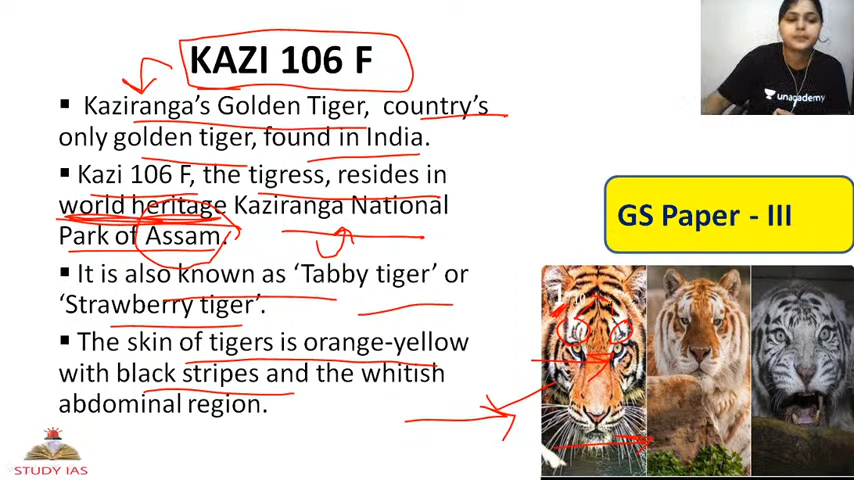 KAZI 106 F
▪ Kaziranga's Golden Tiger, country's
only golden tiger, found in India.
▪ Kazi 106 F, the tigress, resides in
world heritage Kaziranga National
Park of Assam.
▪ It is also known as ‘Tabby tiger’ or
‘Strawberry tiger’.
▪ The skin of tigers is orange-yellow
with black stripes and the whitish
abdominal region.
unacademy
GS Paper - III
STUDY IAS